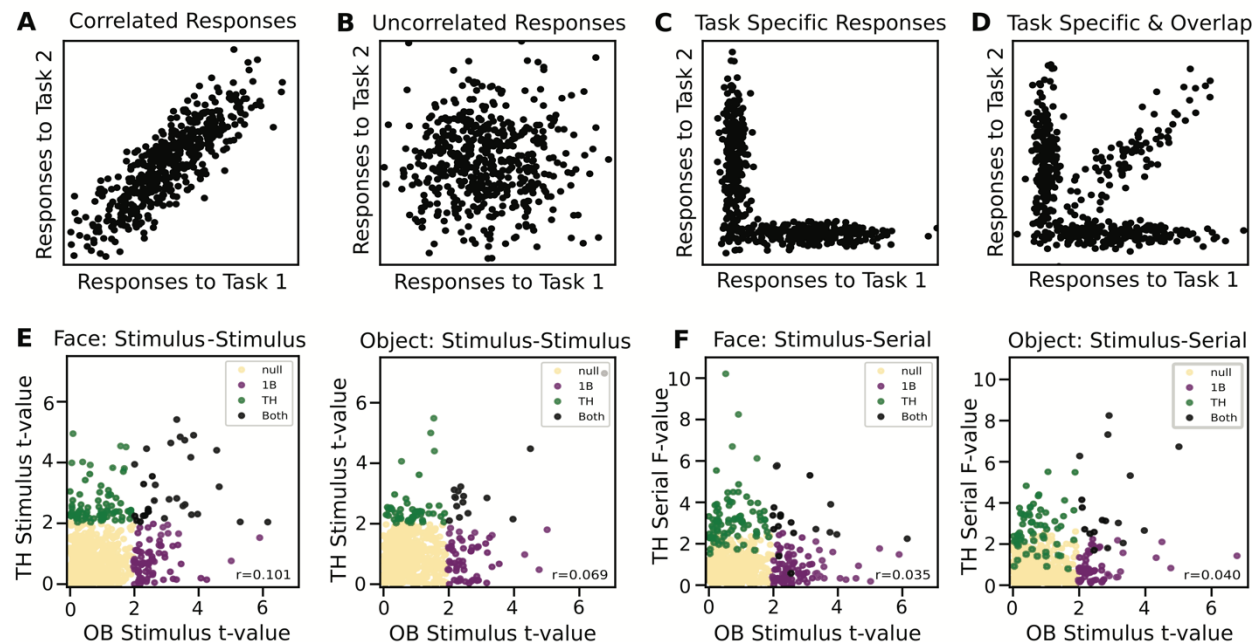 A Correlated Responses
Responses to Task 2
Responses to Task 1
B Uncorrelated Responses
Responses to Task 2
Responses to Task 1
C Task Specific Responses
Responses to Task 2
Responses to Task 1
D Task Specific & Overlap
Responses to Task 2
Responses to Task 1
E Face: Stimulus-Stimulus
TH Stimulus t-value
6
4
2
0
null
1B
TH
Both
r=0.101
0 2 4 6
OB Stimulus t-value
Object: Stimulus-Stimulus
TH Stimulus t-value
6
4
2
0
null
1B
TH
Both
r=0.069
0 2 4 6
OB Stimulus t-value
F Face: Stimulus-Serial
TH Serial F-value
10
8
6
4
2
0
null
1B
TH
Both
r=0.035
0 2 4 6
OB Stimulus t-value
Object: Stimulus-Serial
TH Serial F-value
10
8
6
4
2
0
null
1B
TH
Both
r=0.040
0 2 4 6
OB Stimulus t-value